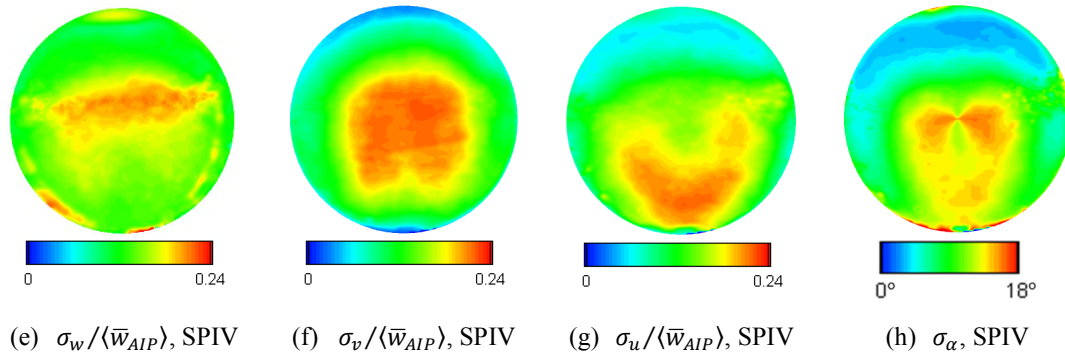 0 0.24 0 0.24 0 0.24 0° 18°
(e) σ_w/⟨w̅_AIP⟩, SPIV (f) σ_v/⟨w̅_AIP⟩, SPIV (g) σ_u/⟨w̅_AIP⟩, SPIV (h) σ_α, SPIV